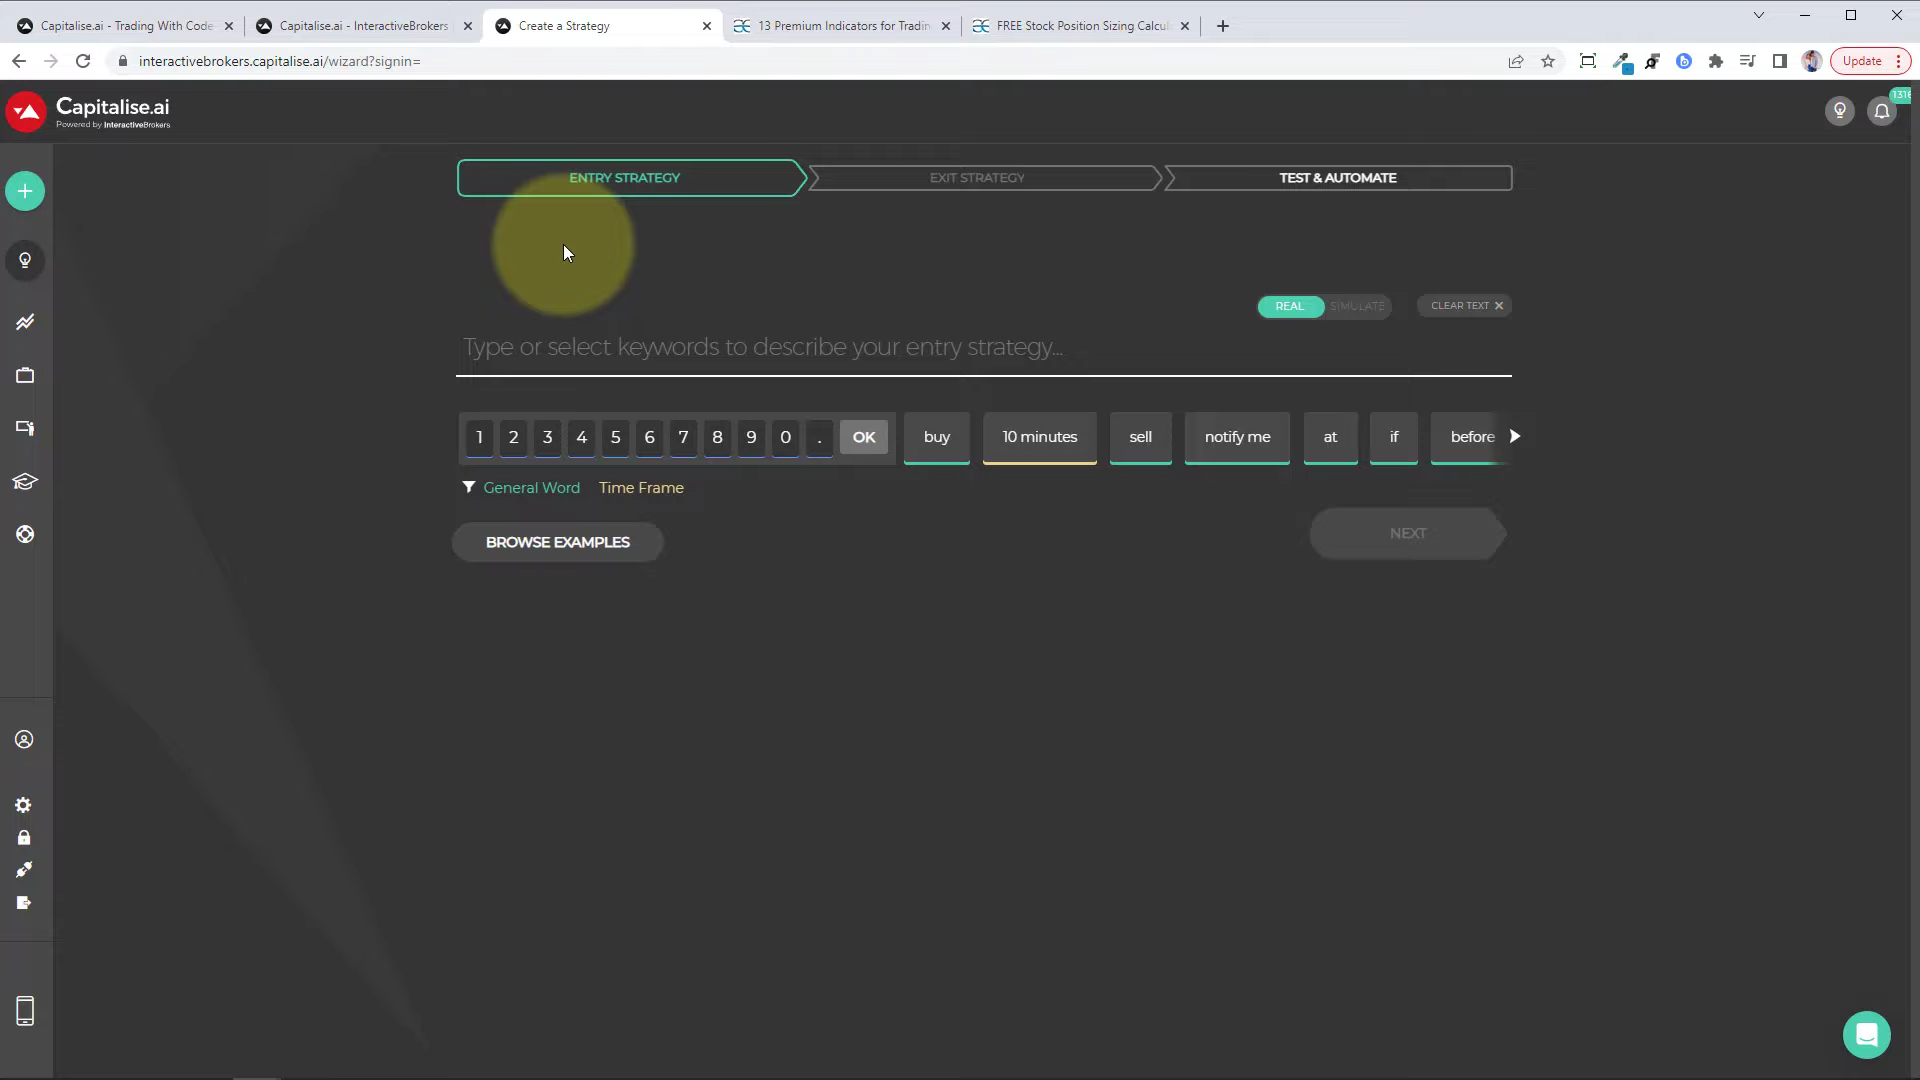 Capitalise.ai - Trading With Code
Capitalise.ai - InteractiveBrokers
Create a Strategy
13 Premium Indicators for Tradin
FREE Stock Position Sizing Calcu
interactivebrokers.capitalise.ai/wizard?signin=
Update
Capitalise.ai
Powered by InteractiveBrokers
1316
ENTRY STRATEGY
EXIT STRATEGY
TEST & AUTOMATE
REAL
SIMULATE
CLEAR TEXT
Type or select keywords to describe your entry strategy...
1 2 3 4 5 6 7 8 9 0 . OK
buy
10 minutes
sell
notify me
at
if
before
General Word
Time Frame
BROWSE EXAMPLES
NEXT